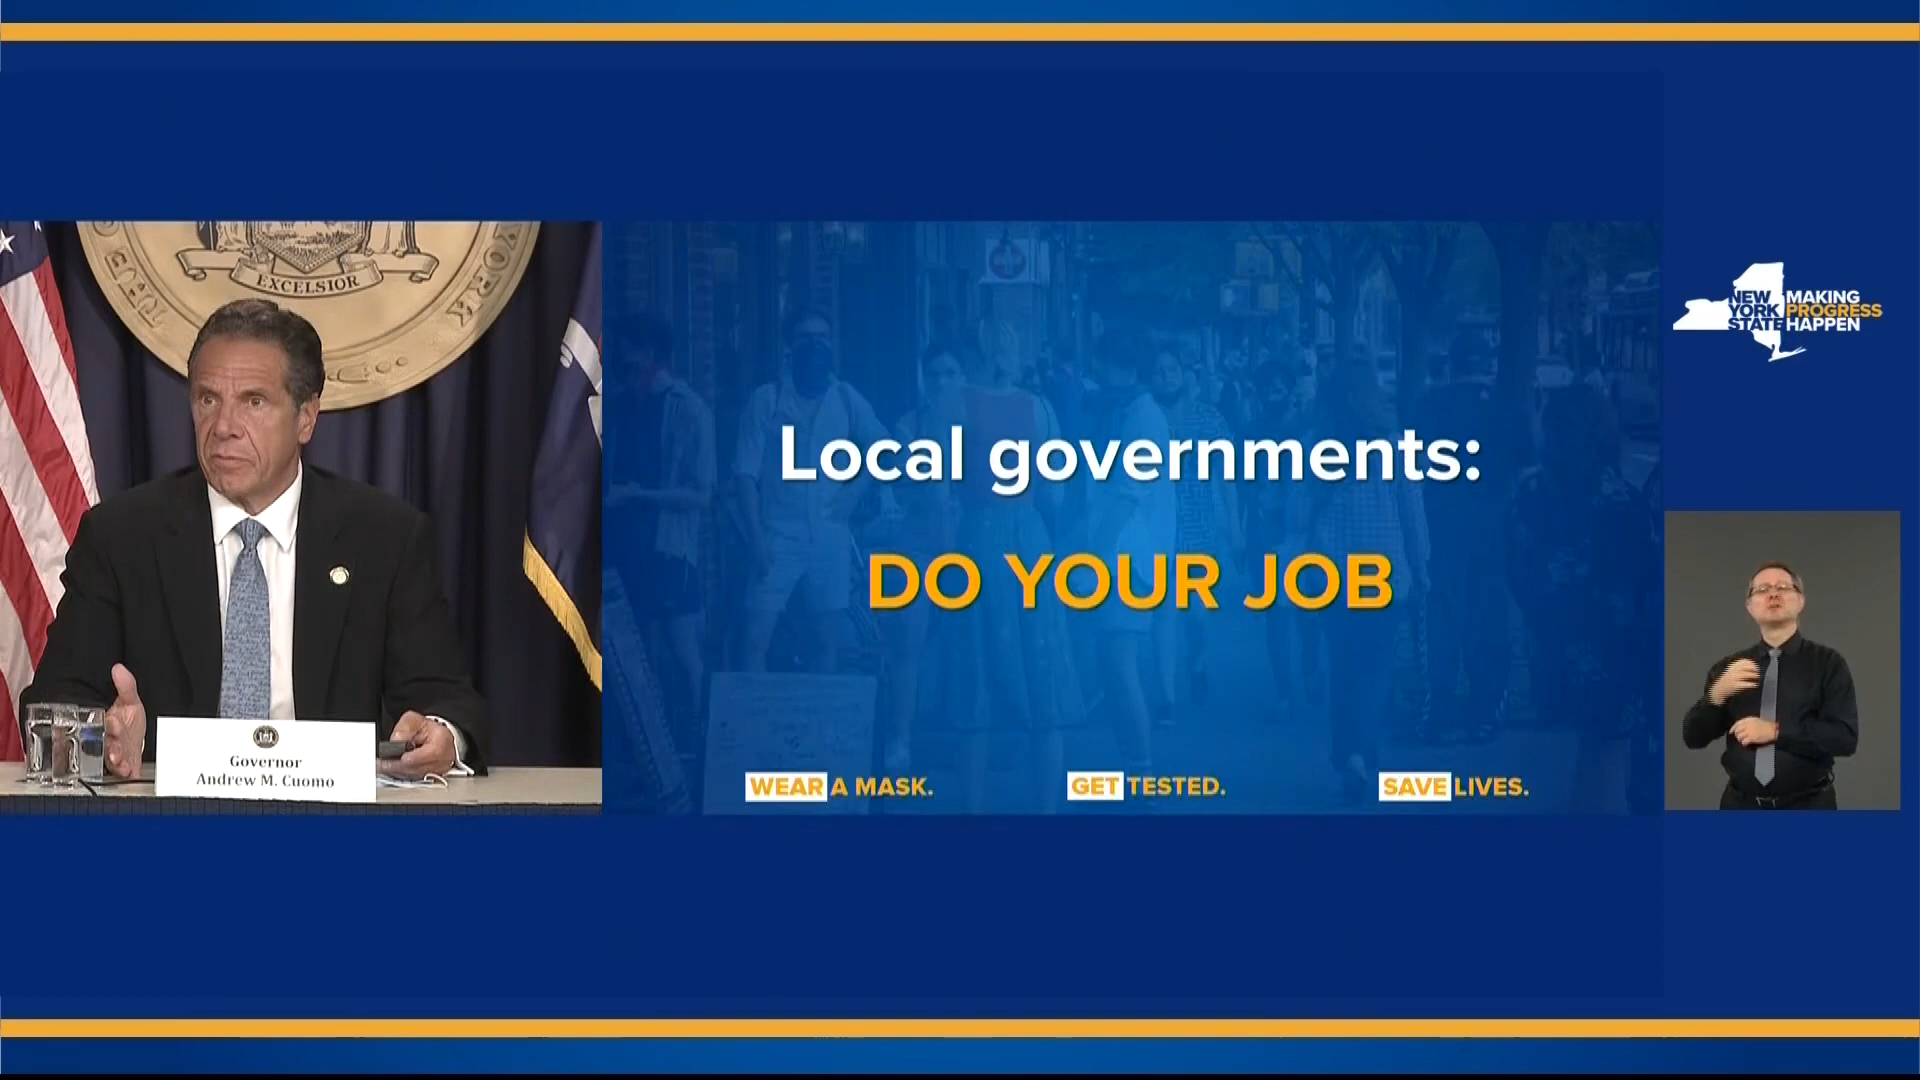 EXCELSIOR
YORK
Governor
Andrew M. Cuomo
Local governments:
DO YOUR JOB
WEAR A MASK.
GET TESTED.
SAVE LIVES.
NEW YORK STATE
MAKING PROGRESS HAPPEN